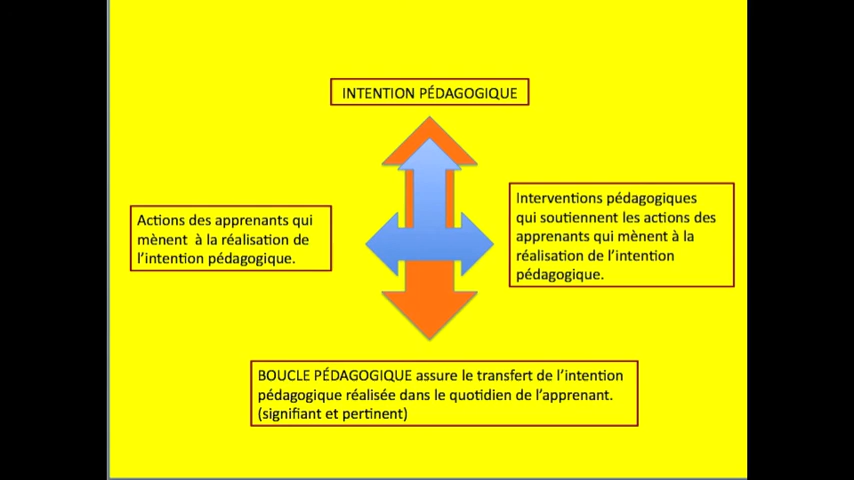 INTENTION PÉDAGOGIQUE
Actions des apprenants qui
mènent à la réalisation de
l'intention pédagogique.
Interventions pédagogiques
qui soutiennent les actions des
apprenants qui mènent à la
réalisation de l'intention
pédagogique.
BOUCLE PÉDAGOGIQUE assure le transfert de l'intention
pédagogique réalisée dans le quotidien de l'apprenant.
(signifiant et pertinent)